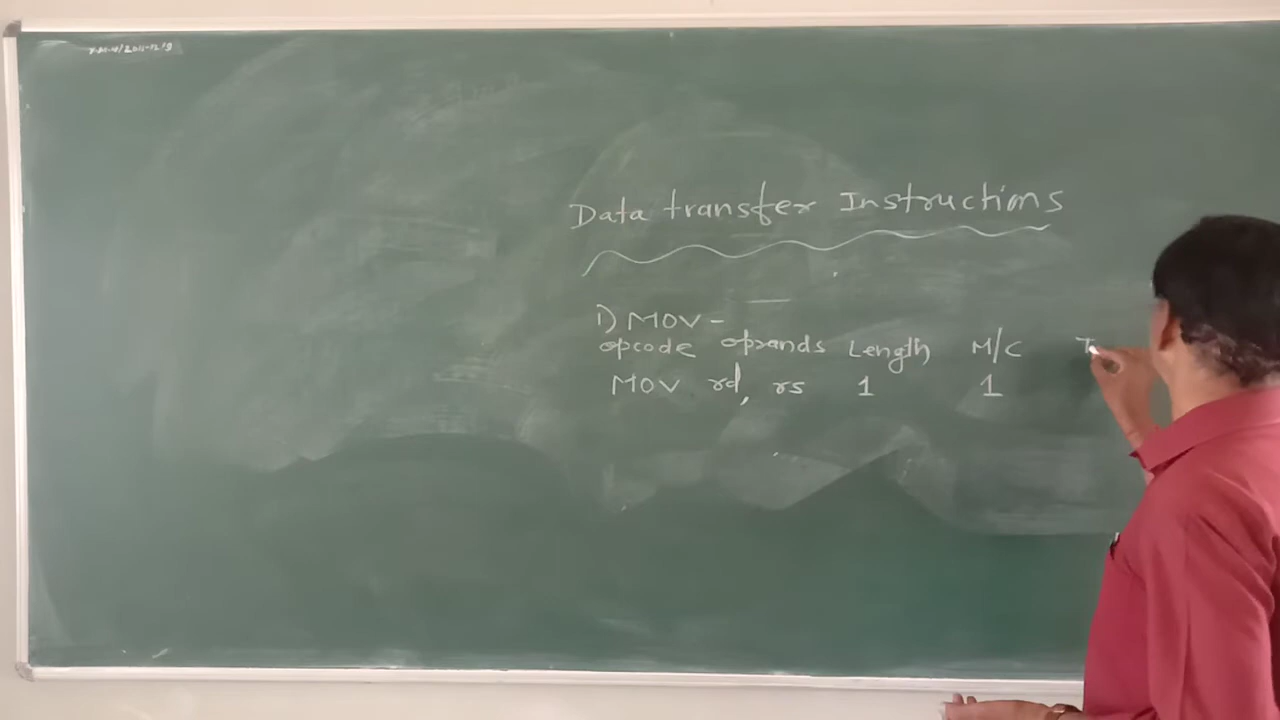 Data transfer Instructions
1) MOV -
opcode oprands Length M/C T
MOV rd, rs 1 1